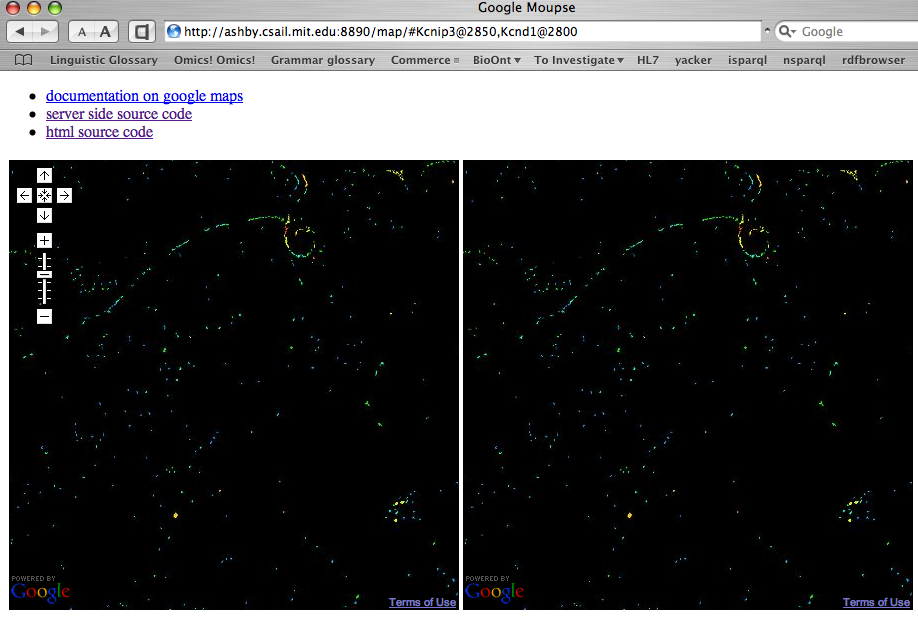 Google Moupse
A A http://ashby.csail.mit.edu:8890/map/#Kcnip3@2850,Kcnd1@2800 Google
Linguistic Glossary Omics! Omics! Grammar glossary Commerce BioOnt To Investigate HL7 yacker isparql nsparql rdfbrowser
documentation on google maps
server side source code
html source code
POWERED BY
Google
Terms of Use
POWERED BY
Google
Terms of Use